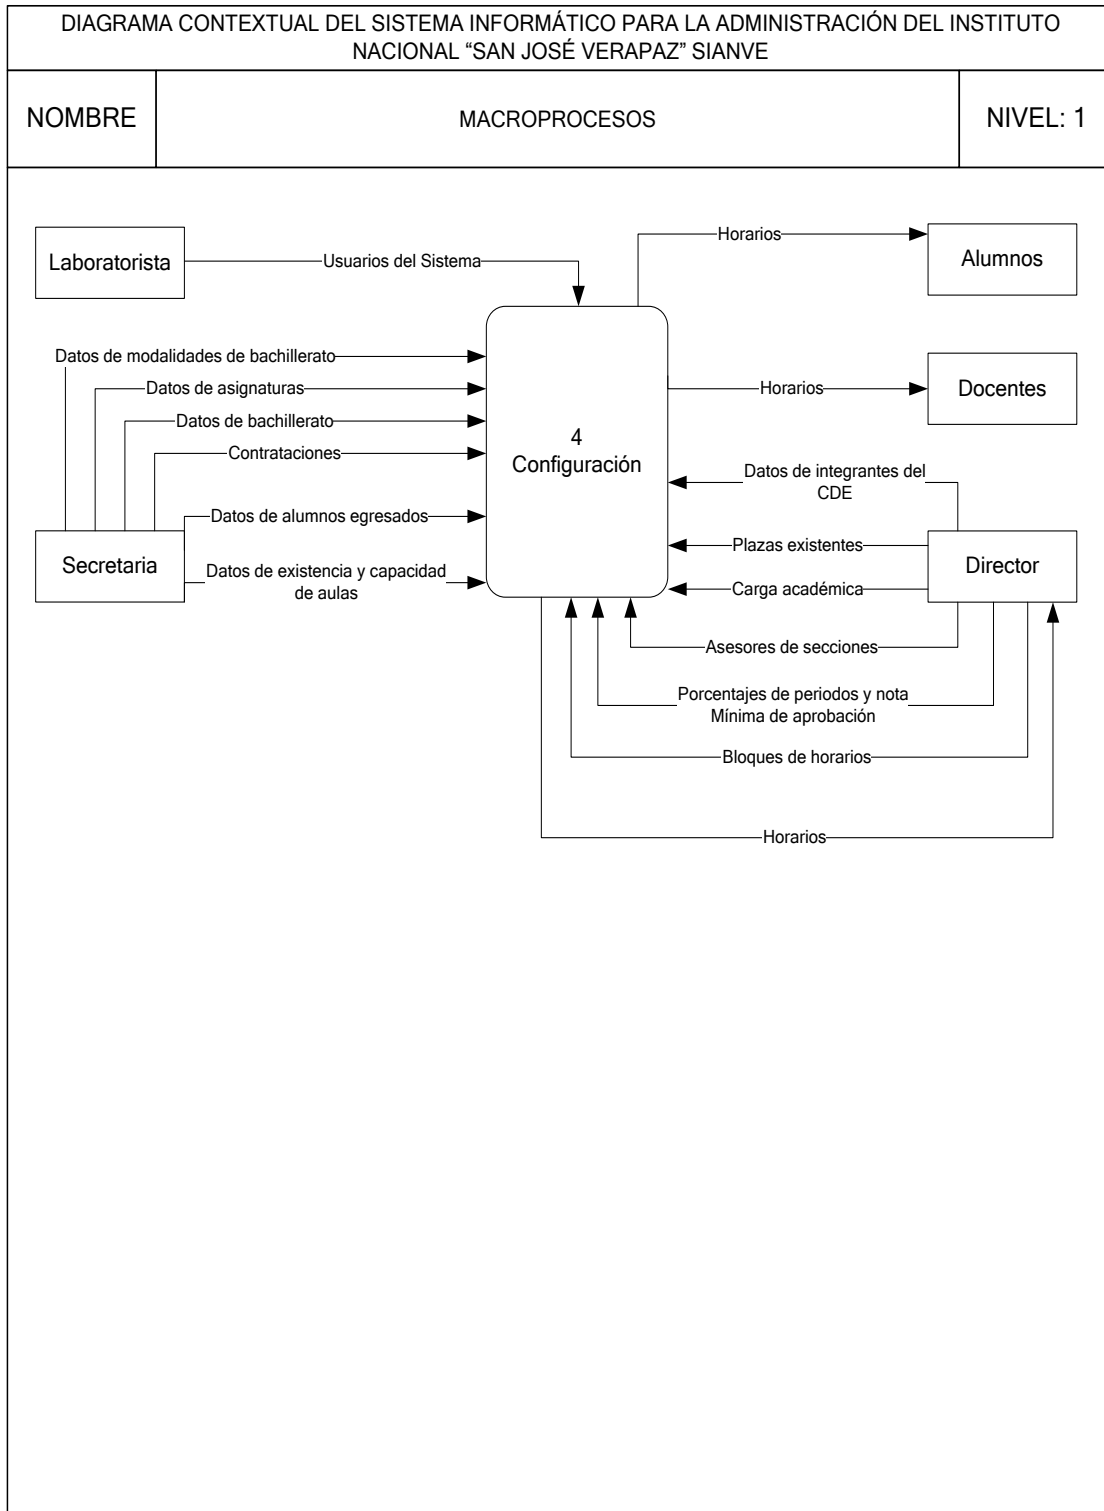 DIAGRAMA CONTEXTUAL DEL SISTEMA INFORMÁTICO PARA LA ADMINISTRACIÓN DEL INSTITUTO
NACIONAL “SAN JOSÉ VERAPAZ” SIANVE
NOMBRE
MACROPROCESOS
NIVEL: 1
Laboratorista
Usuarios del Sistema
Horarios
Alumnos
Datos de modalidades de bachillerato
Datos de asignaturas
Datos de bachillerato
Contrataciones
Datos de alumnos egresados
Datos de existencia y capacidad
de aulas
Secretaria
4
Configuración
Horarios
Docentes
Datos de integrantes del
CDE
Plazas existentes
Carga académica
Director
Asesores de secciones
Porcentajes de periodos y nota
Mínima de aprobación
Bloques de horarios
Horarios